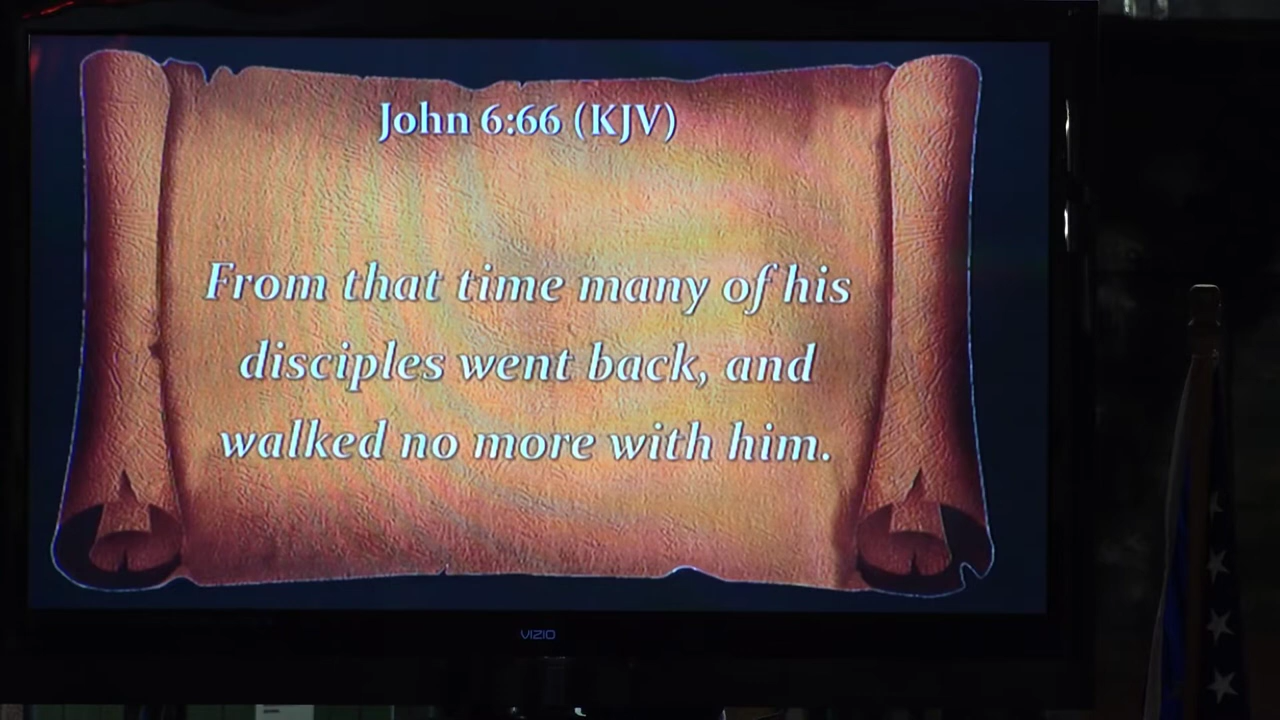 John 6:66 (KJV)
From that time many of his
disciples went back, and
walked no more with him.
VIZIO